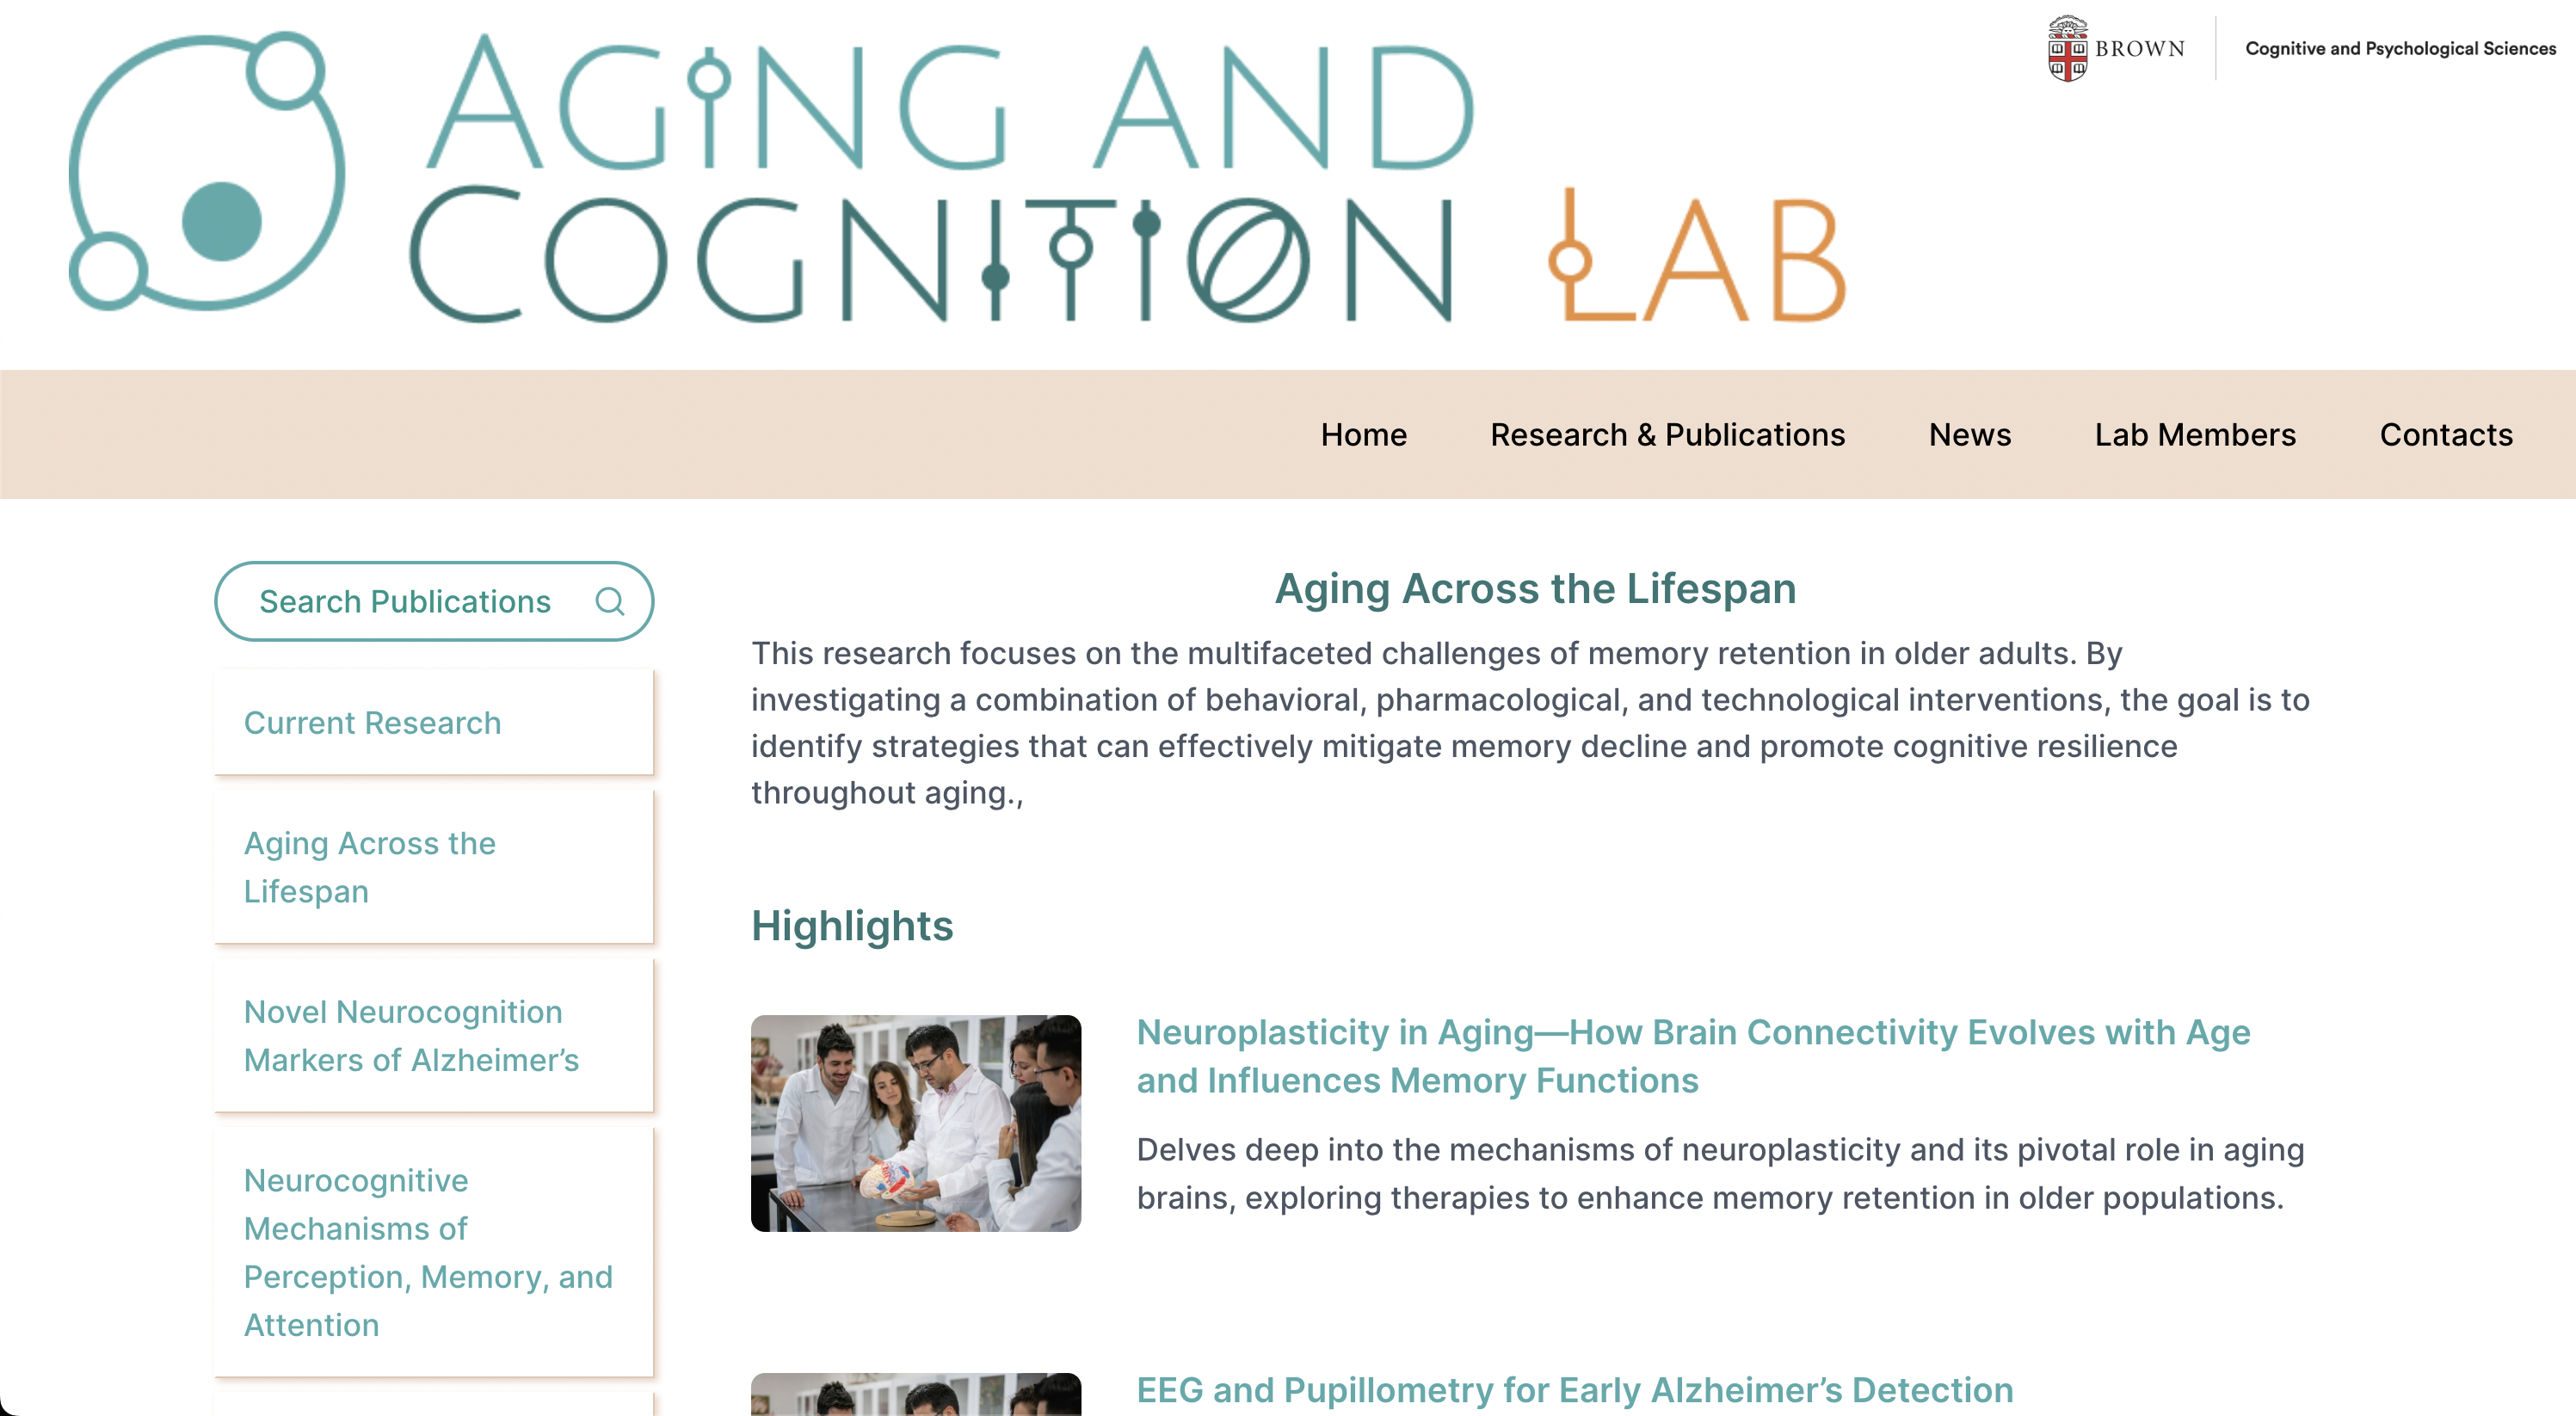 AGING AND
COGNITION LAB
BROWN
Cognitive and Psychological Sciences
Home
Research & Publications
News
Lab Members
Contacts
Search Publications
Current Research
Aging Across the
Lifespan
Novel Neurocognition
Markers of Alzheimer’s
Neurocognitive
Mechanisms of
Perception, Memory, and
Attention
Aging Across the Lifespan
This research focuses on the multifaceted challenges of memory retention in older adults. By
investigating a combination of behavioral, pharmacological, and technological interventions, the goal is to
identify strategies that can effectively mitigate memory decline and promote cognitive resilience
throughout aging.,
Highlights
Neuroplasticity in Aging—How Brain Connectivity Evolves with Age
and Influences Memory Functions
Delves deep into the mechanisms of neuroplasticity and its pivotal role in aging
brains, exploring therapies to enhance memory retention in older populations.
EEG and Pupillometry for Early Alzheimer’s Detection